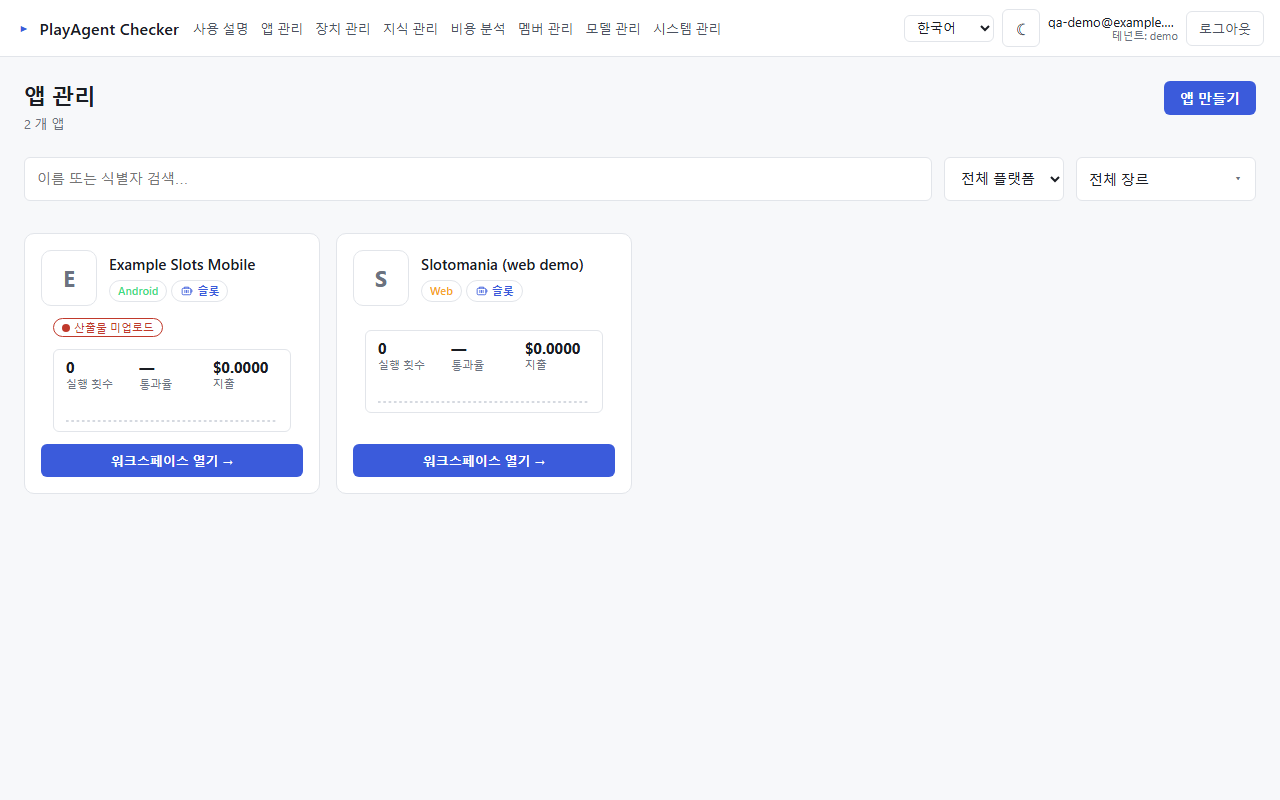 PlayAgent Checker 사용 설명 앱 관리 장치 관리 지식 관리 비용 분석 멤버 관리 모델 관리 시스템 관리 한국어 qa-demo@example.... 로그아웃
테넌트: demo
앱 관리
앱 만들기
2 개 앱
이름 또는 식별자 검색... 전체 플랫폼 전체 장르
E Example Slots Mobile
Android 슬롯
산출물 미업로드
0 — $0.0000
실행 횟수 통과율 지출
워크스페이스 열기 →
S Slotomania (web demo)
Web 슬롯
0 — $0.0000
실행 횟수 통과율 지출
워크스페이스 열기 →